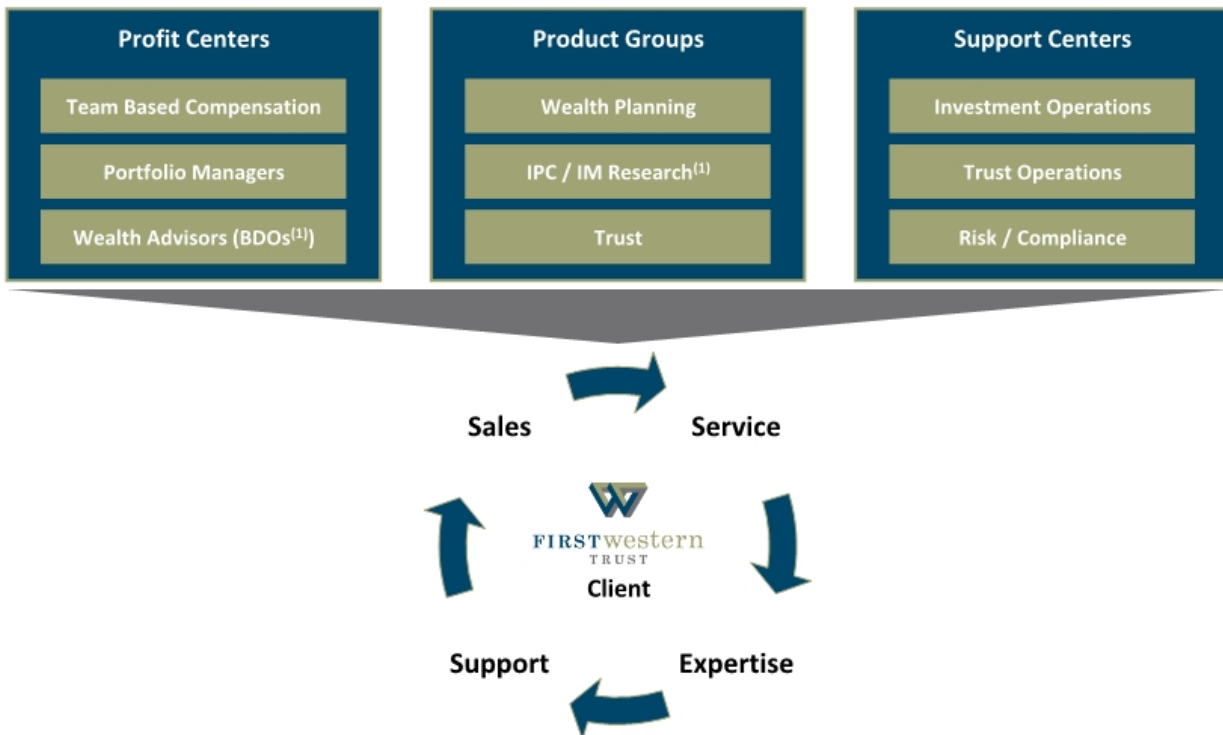 Profit Centers
Team Based Compensation
Portfolio Managers
Wealth Advisors (BDOs(1))
Product Groups
Wealth Planning
IPC / IM Research(1)
Trust
Support Centers
Investment Operations
Trust Operations
Risk / Compliance
Sales
Service
FIRSTwestern
TRUST
Client
Support
Expertise